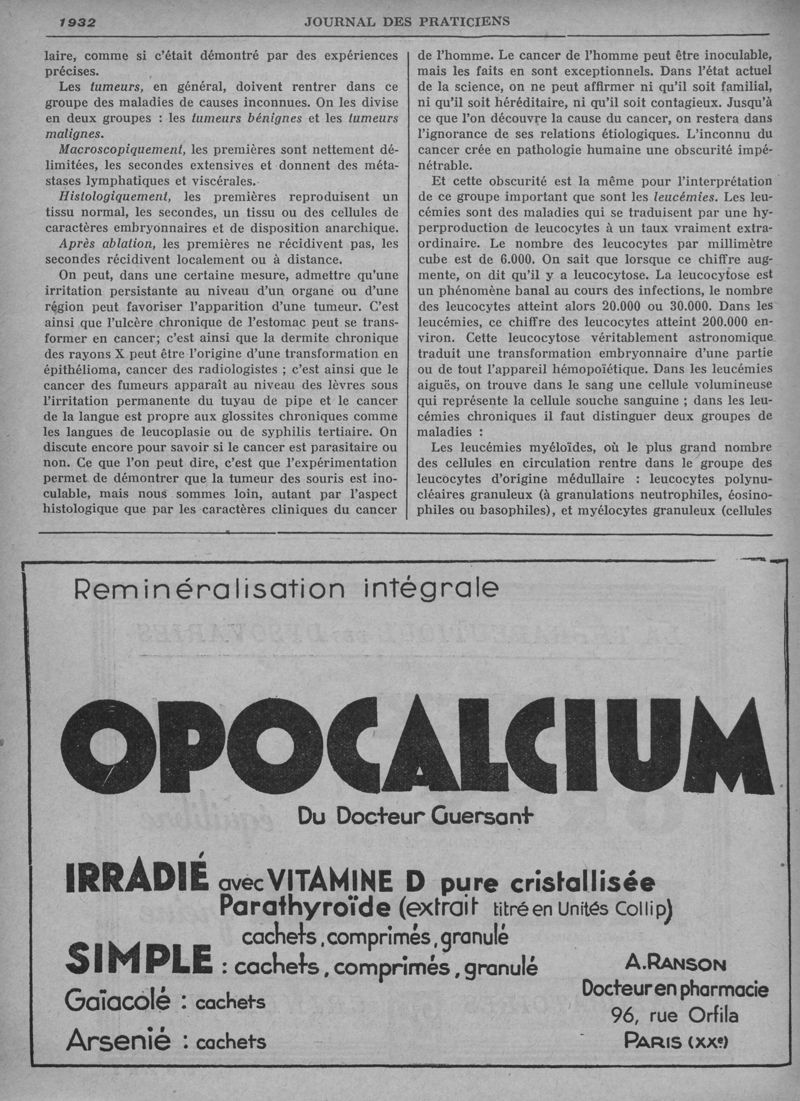 1932
JOURNAL DES PRATICIENS
laire, comme si c'était démontré par des expériences
précises.
Les tumeurs, en général, doivent rentrer dans ce
groupe des maladies de causes inconnues. On les divise
en deux groupes : les tumeurs bénignes et les tumeurs
malignes.
Macroscopiquement, les premières sont nettement dé-
limitées, les secondes extensives et donnent des méta-
stases lymphatiques et viscérales.
Histologiquement, les premières reproduisent un
tissu normal, les secondes, un tissu ou des cellules de
caractères embryonnaires et de disposition anarchique.
Après ablation, les premières ne récidivent pas, les
secondes récidivent localement ou à distance.
On peut, dans une certaine mesure, admettre qu'une
irritation persistante au niveau d'un organe ou d'une
région peut favoriser l'apparition d'une tumeur. C'est
ainsi que l'ulcère chronique de l'estomac peut se trans-
former en cancer; c'est ainsi que la dermite chronique
des rayons X peut être l'origine d'une transformation en
épithélioma, cancer des radiologistes ; c'est ainsi que le
cancer des fumeurs apparaît au niveau des lèvres sous
l'irritation permanente du tuyau de pipe et le cancer
de la langue est propre aux glossites chroniques comme
les langues de leucoplasie ou de syphilis tertiaire. On
discute encore pour savoir si le cancer est parasitaire ou
non. Ce que l'on peut dire, c'est que l'expérimentation
permet de démontrer que la tumeur des souris est ino-
culable, mais nous sommes loin, autant par l'aspect
histologique que par les caractères cliniques du cancer
de l'homme. Le cancer de l'homme peut être inoculable,
mais les faits en sont exceptionnels. Dans l'état actuel
de la science, on ne peut affirmer ni qu'il soit familial,
ni qu'il soit héréditaire, ni qu'il soit contagieux. Jusqu'à
ce que l'on découvre la cause du cancer, on restera dans
l'ignorance de ses relations étiologiques. L'inconnu du
cancer crée en pathologie humaine une obscurité impé-
nétrable.
Et cette obscurité est la même pour l'interprétation
de ce groupe important que sont les leucémies. Les leu-
cémies sont des maladies qui se traduisent par une hy-
perproduction de leucocytes à un taux vraiment extra-
ordinaire. Le nombre des leucocytes par millimètre
cube est de 6.000. On sait que lorsque ce chiffre aug-
mente, on dit qu'il y a leucocytose. La leucocytose est
un phénomène banal au cours des infections, le nombre
des leucocytes atteint alors 20.000 ou 30.000. Dans les
leucémies, ce chiffre des leucocytes atteint 200.000 en-
viron. Cette leucocytose véritablement astronomique
traduit une transformation embryonnaire d'une partie
ou de tout l'appareil hémopoïétique. Dans les leucémies
aiguës, on trouve dans le sang une cellule volumineuse
qui représente la cellule souche sanguine ; dans les leu-
cémies chroniques il faut distinguer deux groupes de
maladies :
Les leucémies myéloïdes, où le plus grand nombre
des cellules en circulation rentre dans le groupe des
leucocytes d'origine médullaire : leucocytes polynu-
cléaires granuleux (à granulations neutrophiles, éosino-
philes ou basophiles), et myélocytes granuleux (cellules
Reminéralisation intégrale
OPOCALCIUM
Du Docteur Guersant
IRRADIÉ avec VITAMINE D pure cristallisée
Parathyroïde (extrait titré en Unités Collip)
cachets, comprimés, granulé
SIMPLE : cachets, comprimés, granulé
Gaïacolé : cachets
Arsenié : cachets
A. RANSON
Docteur en pharmacie
96, rue Orfila
PARIS (XXe)